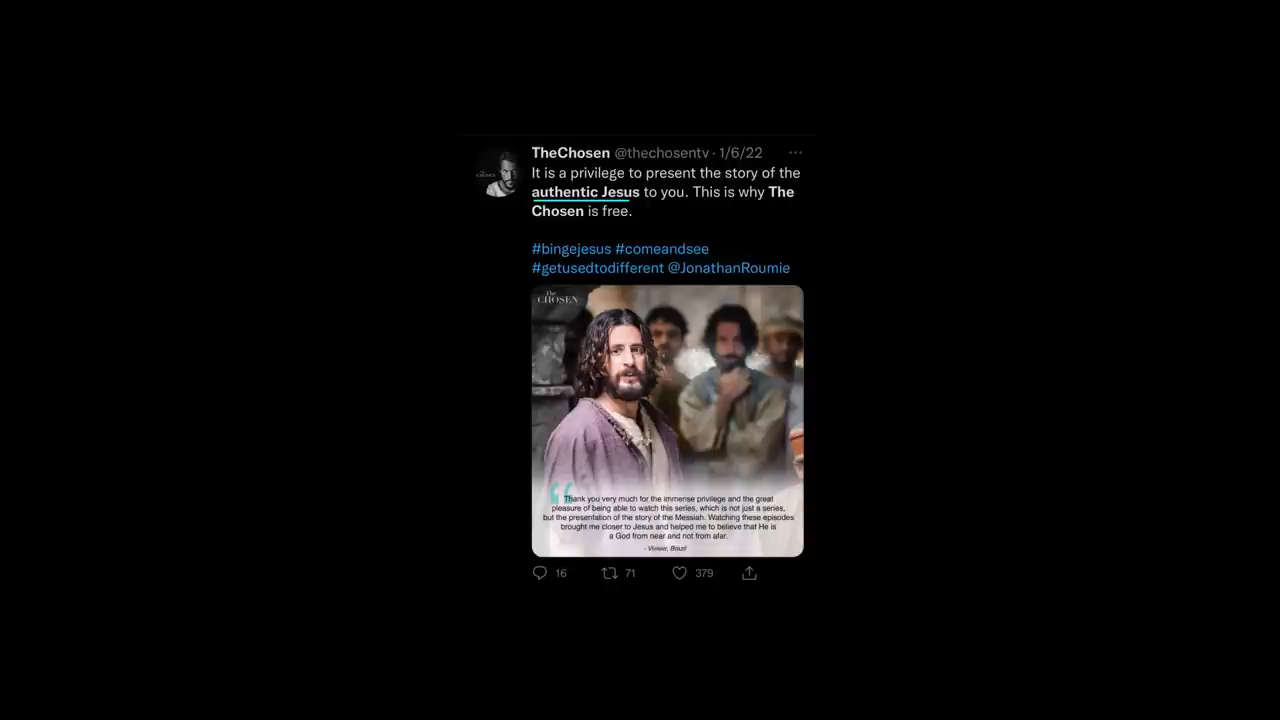 TheChosen @thechosentv · 1/6/22 ...
It is a privilege to present the story of the
authentic Jesus to you. This is why The
Chosen is free.
#bingejesus #comeandsee
#getusedtodifferent @JonathanRoumie
The
CHOSEN
Thank you very much for the immense privilege and the great
pleasure of being able to watch this series, which is not just a series,
but the presentation of the story of the Messiah. Watching these episodes
brought me closer to Jesus and helped me to believe that He is
a God from near and not from afar.
- Viewer, Brazil
16 71 379